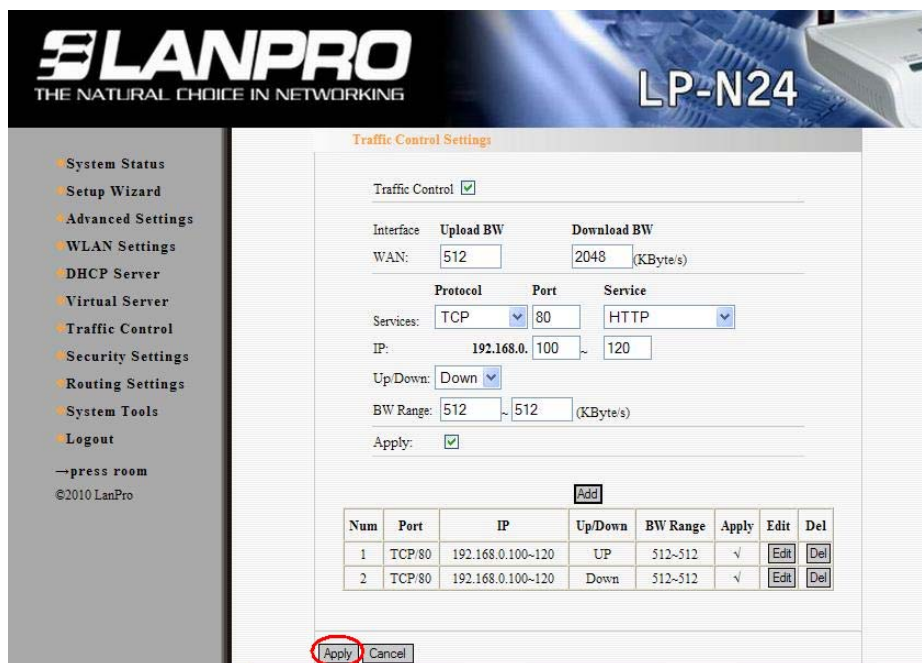 LANPRO
THE NATURAL CHOICE IN NETWORKING
LP-N24
System Status
Setup Wizard
Advanced Settings
WLAN Settings
DHCP Server
Virtual Server
Traffic Control
Security Settings
Routing Settings
System Tools
Logout
→press room
©2010 LanPro
Traffic Control Settings
Traffic Control
Interface Upload BW Download BW
WAN: 512 2048 (KByte/s)
Protocol Port Service
Services: TCP 80 HTTP
IP: 192.168.0. 100 ~ 120
Up/Down: Down
BW Range: 512 ~ 512 (KByte/s)
Apply:
Add
Num Port IP Up/Down BW Range Apply Edit Del
1 TCP/80 192.168.0.100~120 UP 512~512 √ Edit Del
2 TCP/80 192.168.0.100~120 Down 512~512 √ Edit Del
Apply Cancel